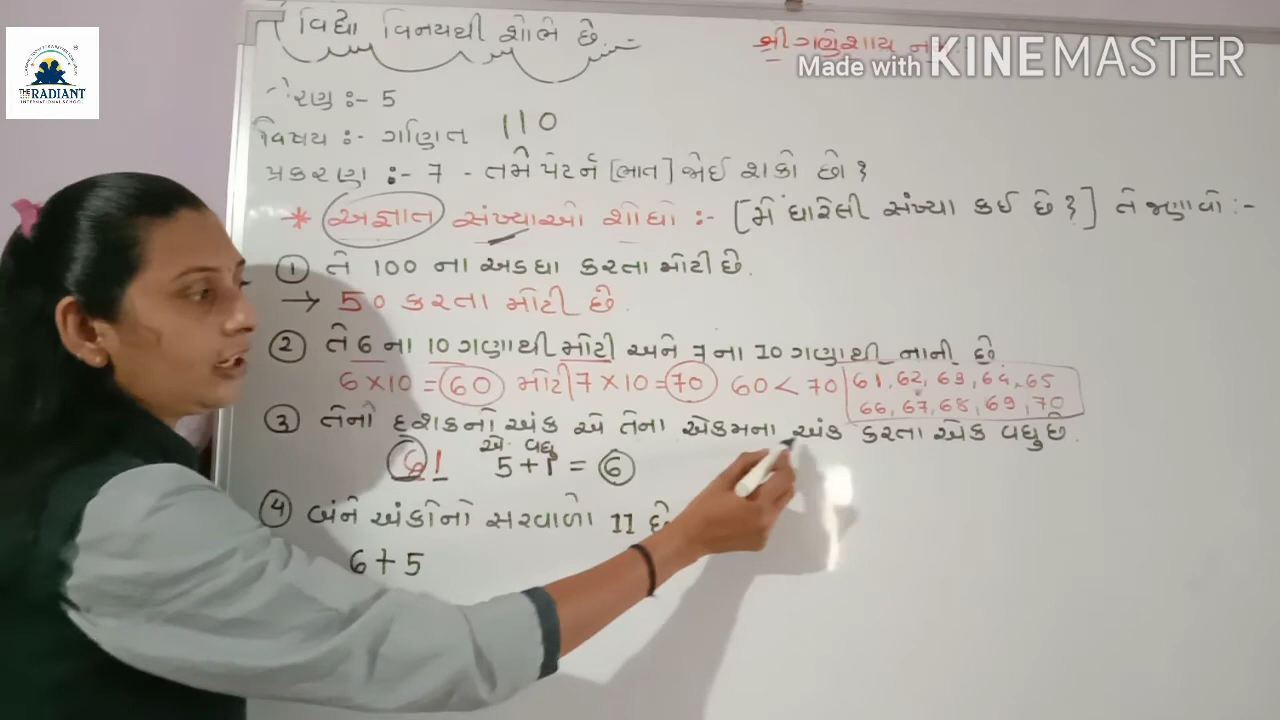 વિદ્યા વિનયથી શોભે છે.
શ્રી ગણેશાય
Made with KINEMASTER
THE RADIANT
INTERNATIONAL SCHOOL
રણ :- 5
વિષય :- ગણિત 110
પ્રકરણ :- 7 - તમે પેટર્ન [ભાત] જોઈ શકો છો ?
* અજ્ઞાત સંખ્યાઓ શોધો :- [મેં ધારેલી સંખ્યા કઈ છે ?] તે જણાવો :-
① તે 100 ના અડધા કરતા મોટી છે.
→ 50 કરતા મોટી છે.
② તે 6 ના 10 ગણાથી મોટી અને 7 ના 10 ગણાથી નાની છે.
6 × 10 = 60 મોટી 7 × 10 = 70 60 < 70 61, 62, 63, 64, 65
66, 67, 68, 69, 70
③ તેનો દશકનો અંક એ તેના એકમના અંક કરતા એક વધુ છે.
એ. વધુ
61 5 + 1 = 6
④ બંને અંકોનો સરવાળો 11 છે
6 + 5